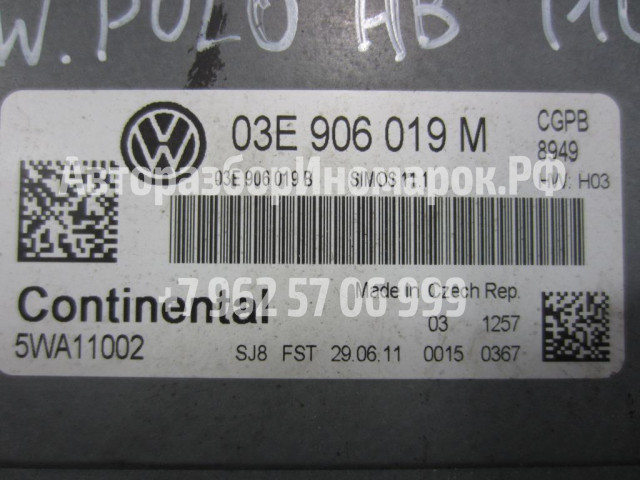 W. POLO HB
03E 906 019 M
CGPB
8949
АвторазборИномарок.РФ
03E 906 019 B SIMOS 11.1 HW: H03
Continental
+7 962 57 06 999
Made in Czech Rep.
03 1257
5WA11002
SJ8 FST 29.06.11 0015 0367